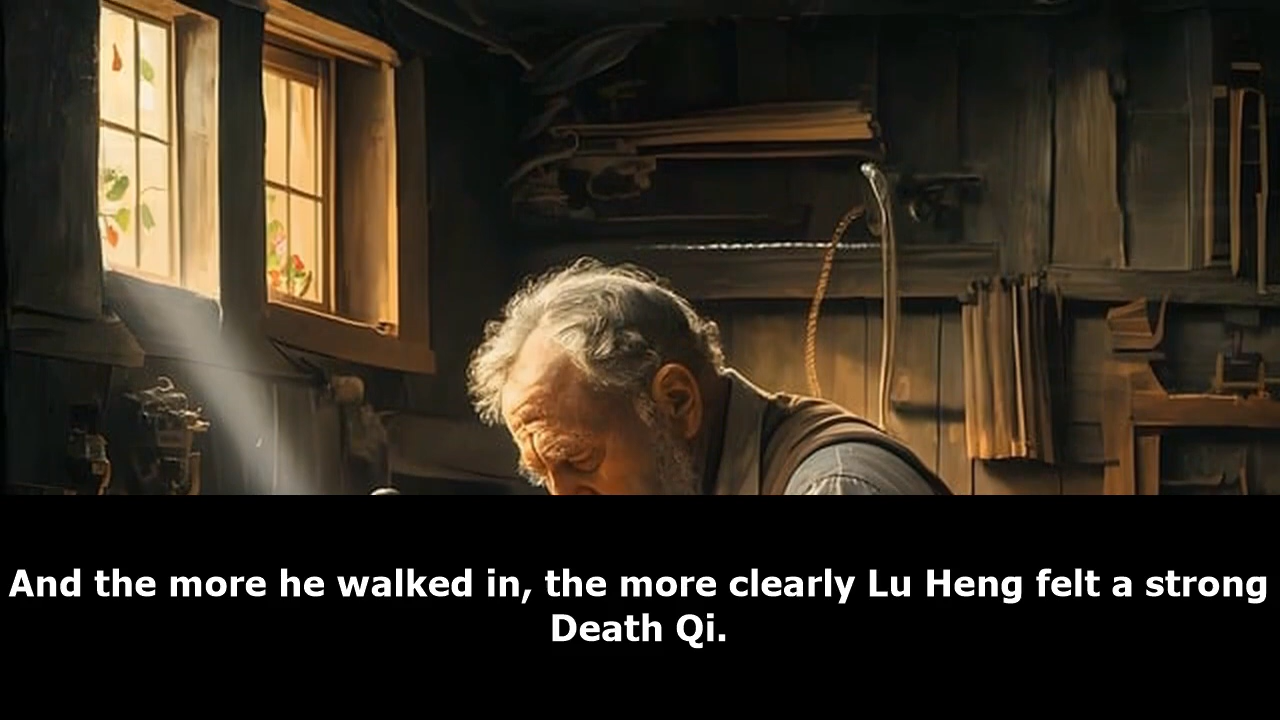 And the more he walked in, the more clearly Lu Heng felt a strong
Death Qi.